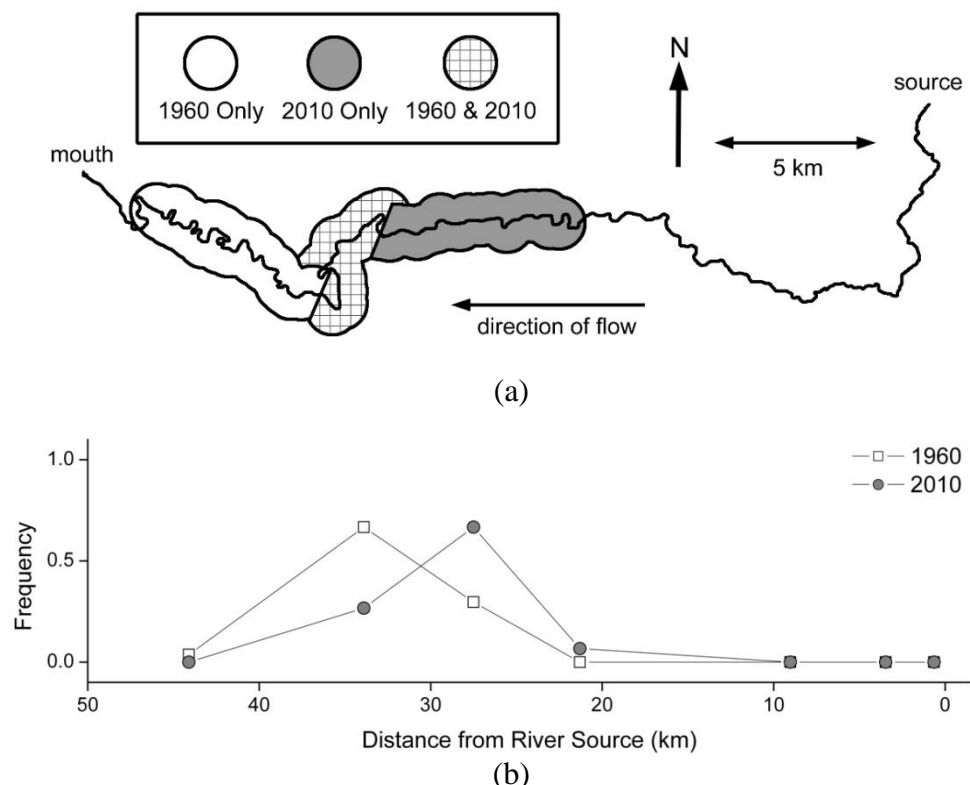 1960 Only 2010 Only 1960 & 2010
N
source
5 km
mouth
direction of flow
(a)
1960
2010
1.0
0.5
0.0
Frequency
50 40 30 20 10 0
Distance from River Source (km)
(b)